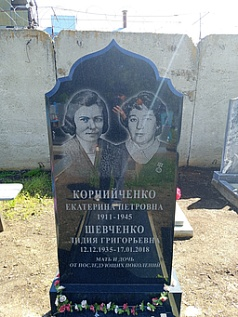 КОРНИЙЧЕНКО
ЕКАТЕРИНА ПЕТРОВНА
1911-1945
ШЕВЧЕНКО
ЛИДИЯ ГРИГОРЬЕВНА
12.12.1935-17.01.2018
МАТЬ И ДОЧЬ
ОТ ПОСЛЕДУЮЩИХ ПОКОЛЕНИЙ